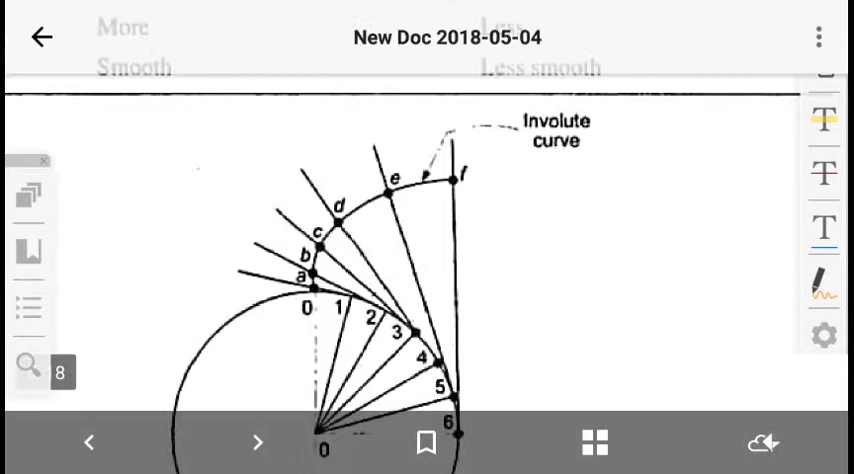 New Doc 2018-05-04
More Less
Smooth Less smooth
Involute
curve
f
e
d
c
b
a
0 1 2 3 4 5 6
0
8
T
T
T